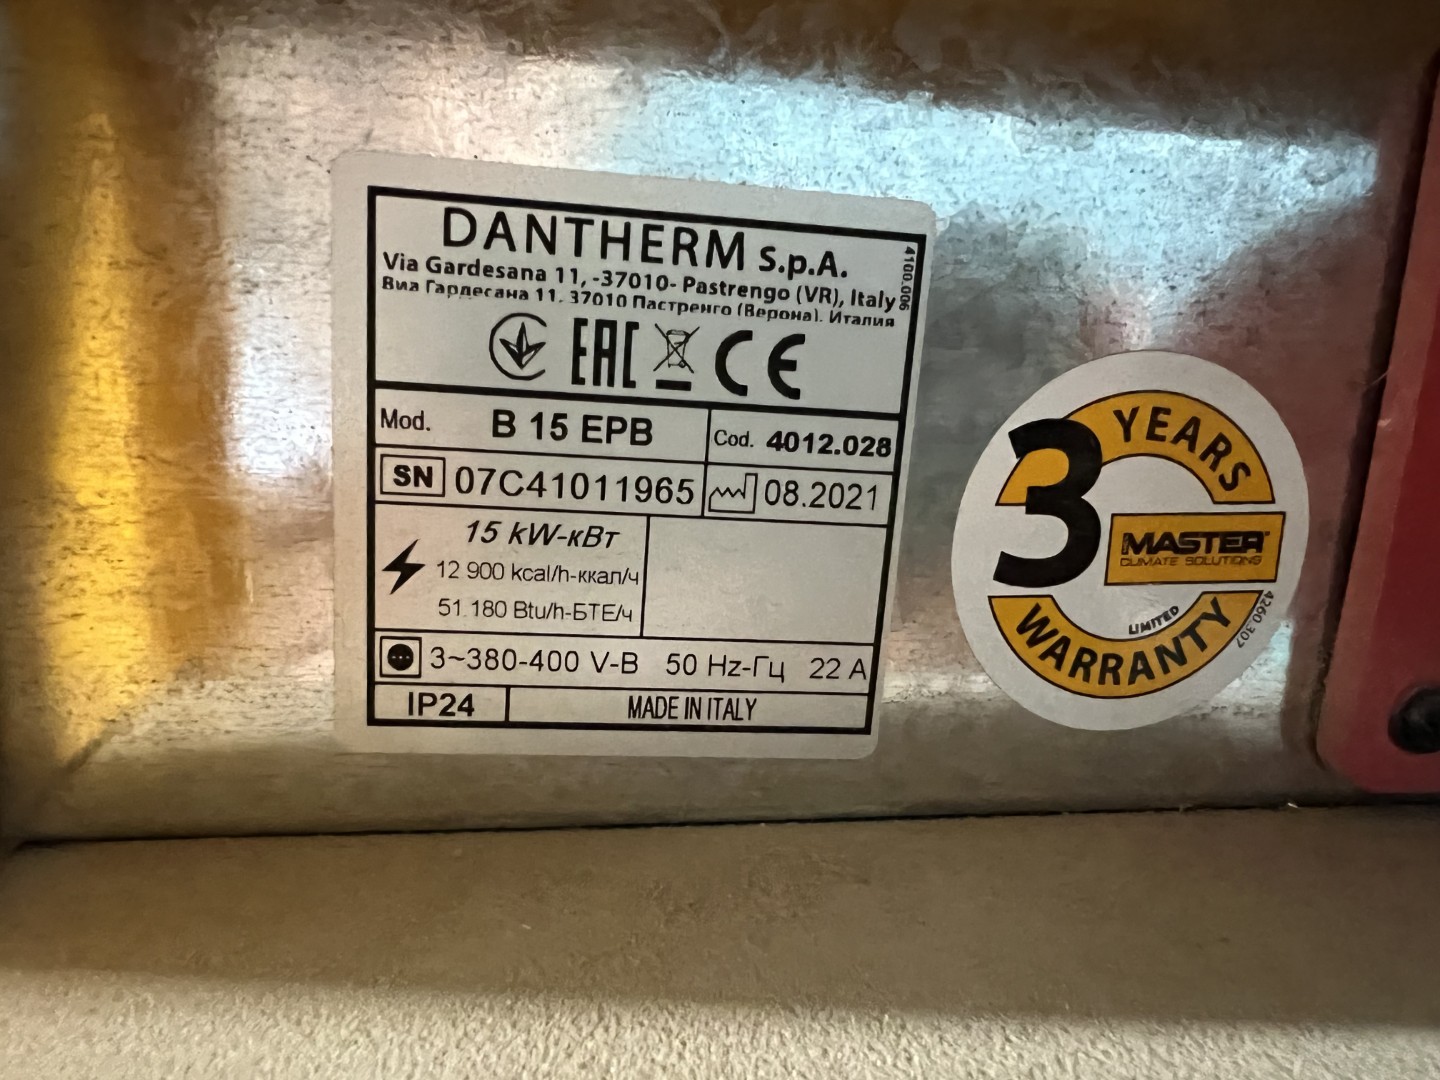 DANTHERM S.p.A.
Via Gardesana 11, -37010- Pastrengo (VR), Italy
Виа Гардесана 11, 37010 Пастренго (Верона), Италия
4100.006
EAC CE
Mod. B 15 EPB Cod. 4012.028
SN 07C41011965 08.2021
15 kW-кВт
12 900 kcal/h-ккал/ч
51.180 Btu/h-БТЕ/ч
3~380-400 V-B 50 Hz-Гц 22 A
IP24 MADE IN ITALY
3 YEARS
MASTER
CLIMATE SOLUTIONS
LIMITED
WARRANTY
4260.307